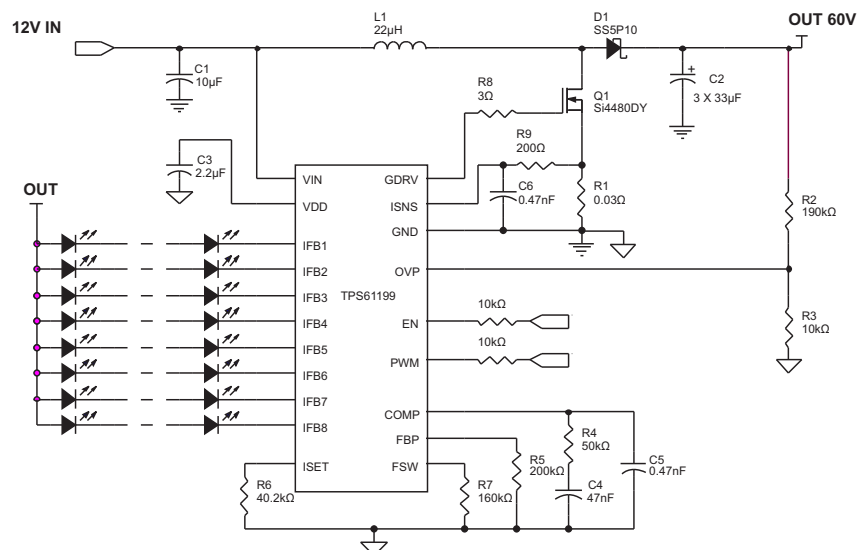 12V IN
L1
22µH
D1
SS5P10
OUT 60V
C1
10µF
R8
3Ω
Q1
Si4480DY
C2
3 X 33µF
R9
200Ω
C3
2.2µF
C6
0.47nF
R1
0.03Ω
R2
190kΩ
OUT
VIN
VDD
IFB1
IFB2
IFB3
IFB4
IFB5
IFB6
IFB7
IFB8
ISET
TPS61199
GDRV
ISNS
GND
OVP
EN
PWM
COMP
FBP
FSW
10kΩ
10kΩ
R3
10kΩ
R4
50kΩ
C5
0.47nF
R5
200kΩ
C4
47nF
R6
40.2kΩ
R7
160kΩ